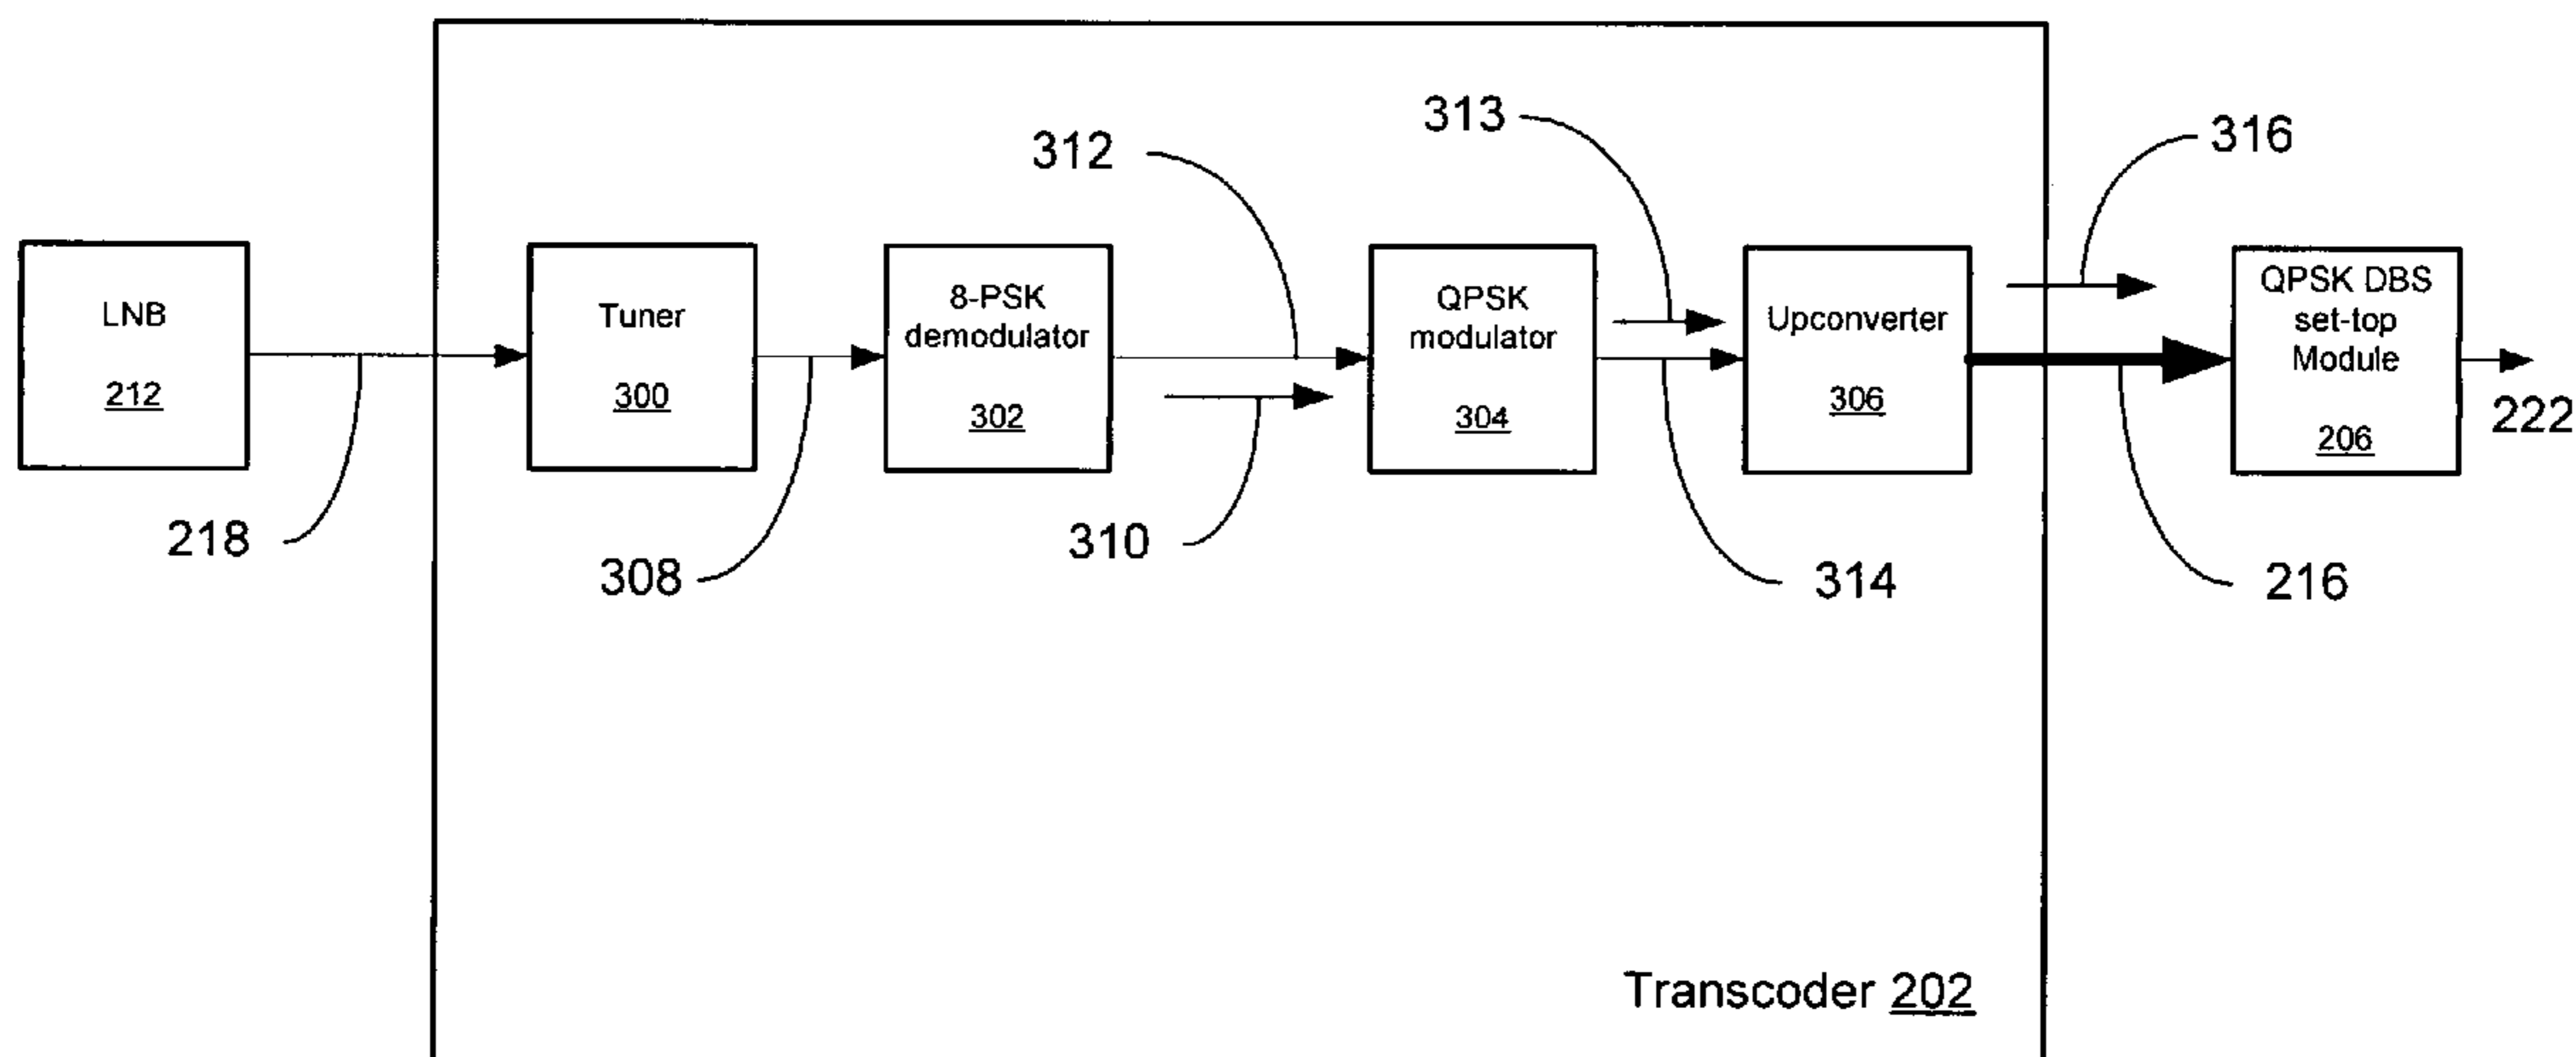 313
316
312
LNB
212
Tuner
300
8-PSK
demodulator
302
QPSK
modulator
304
Upconverter
306
QPSK DBS
set-top
Module
206
222
218
308
310
314
216
Transcoder 202